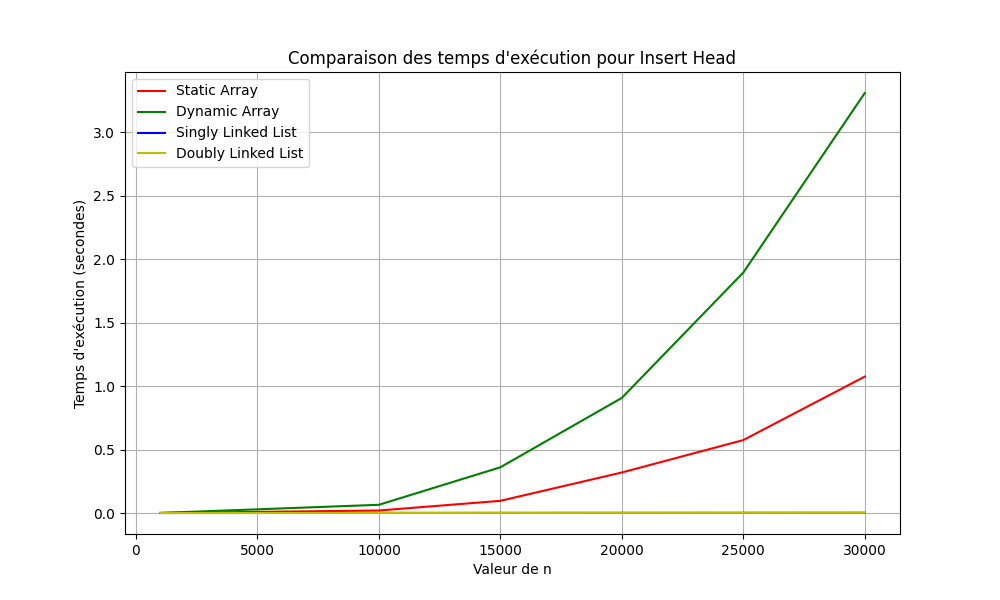 Comparaison des temps d'exécution pour Insert Head
Static Array
Dynamic Array
Singly Linked List
Doubly Linked List
Temps d'exécution (secondes)
3.0
2.5
2.0
1.5
1.0
0.5
0.0
0 5000 10000 15000 20000 25000 30000
Valeur de n